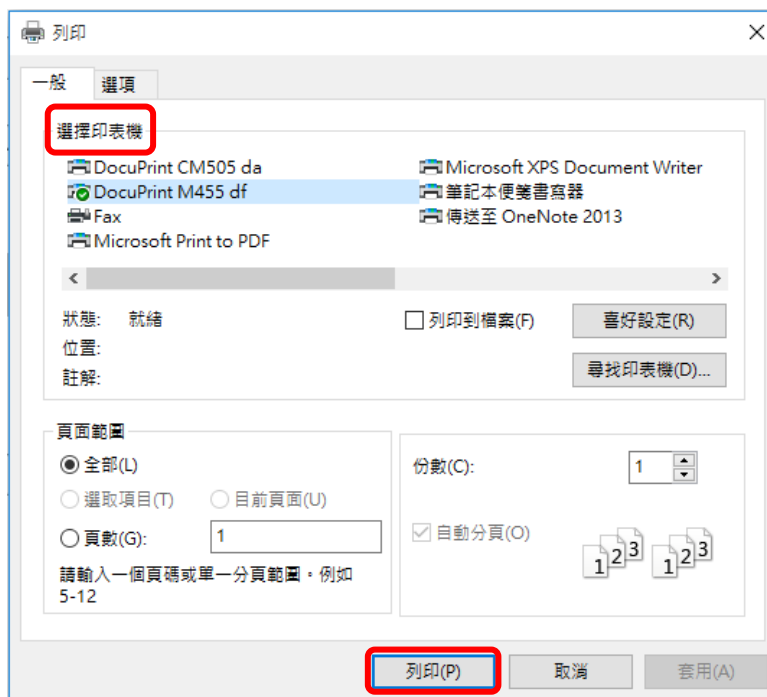 列印
一般 選項
選擇印表機
DocuPrint CM505 da
DocuPrint M455 df
Fax
Microsoft Print to PDF
Microsoft XPS Document Writer
筆記本便箋書寫器
傳送至 OneNote 2013
狀態: 就緒
位置:
註解:
列印到檔案(F)
喜好設定(R)
尋找印表機(D)...
頁面範圍
全部(L)
選取項目(T) 目前頁面(U)
頁數(G): 1
請輸入一個頁碼或單一分頁範圍。例如
5-12
份數(C): 1
自動分頁(O)
1 2 3 1 2 3
列印(P) 取消 套用(A)